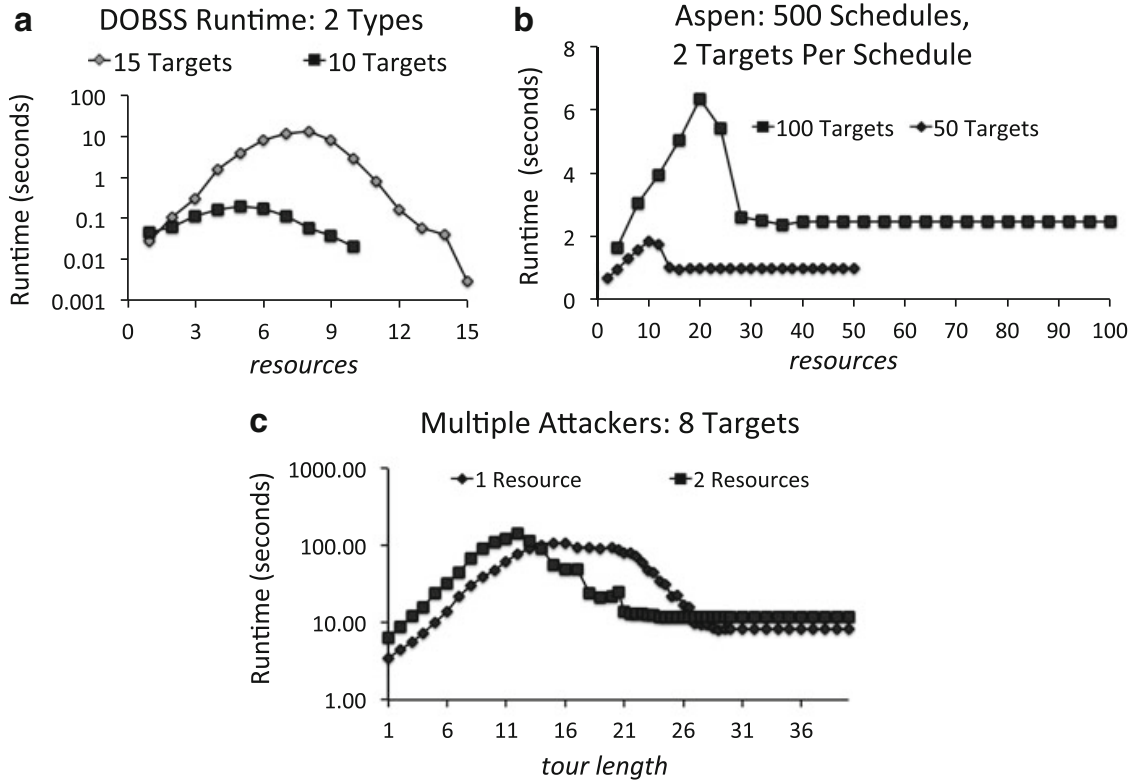 a
DOBSS Runtime: 2 Types
15 Targets
10 Targets
Runtime (seconds)
100
10
1
0.1
0.01
0.001
0 3 6 9 12 15
resources
b
Aspen: 500 Schedules,
2 Targets Per Schedule
100 Targets
50 Targets
Runtime (seconds)
8
6
4
2
0
0 10 20 30 40 50 60 70 80 90 100
resources
c
Multiple Attackers: 8 Targets
1 Resource
2 Resources
Runtime (seconds)
1000.00
100.00
10.00
1.00
1 6 11 16 21 26 31 36
tour length